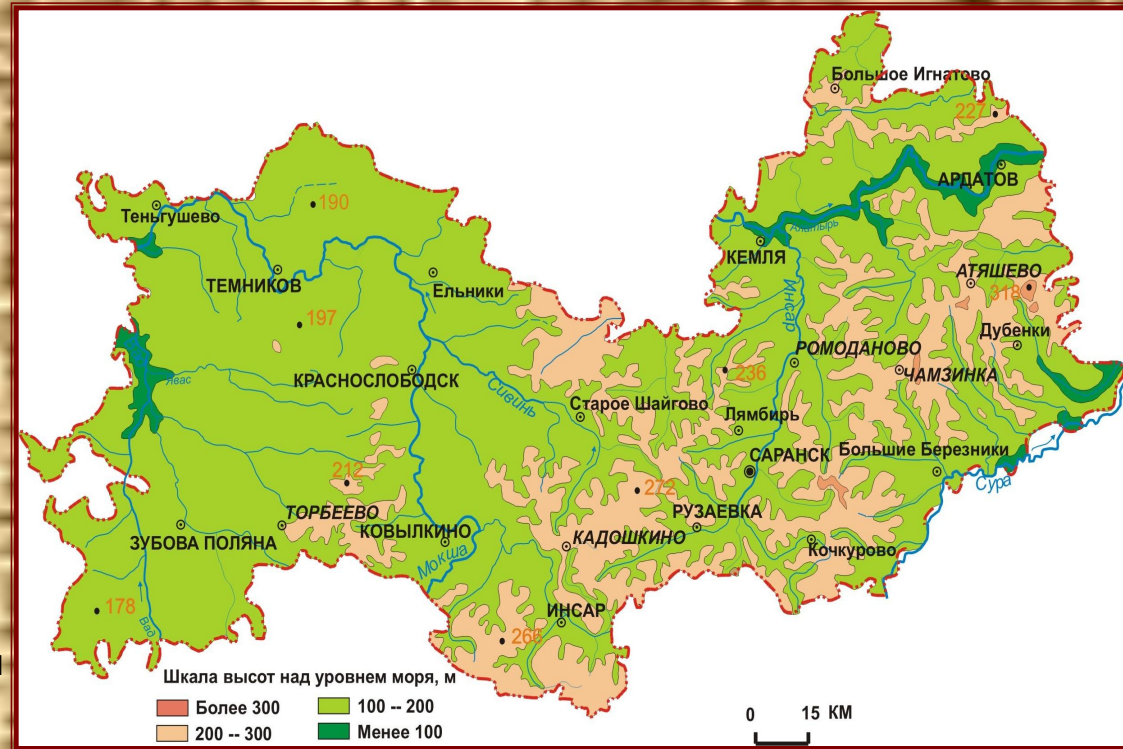 Большое Игнатово
227
АРДАТОВ
Теньгушево
190
Алатырь
КЕМЛЯ
ТЕМНИКОВ
Ельники
АТЯШЕВО
318
197
Инсар
Дубенки
РОМОДАНОВО
КРАСНОСЛОБОДСК
Явас
Сивинь
236
ЧАМЗИНКА
Старое Шайгово
Лямбирь
САРАНСК
Большие Березники
212
272
Сура
ТОРБЕЕВО
РУЗАЕВКА
ЗУБОВА ПОЛЯНА
КОВЫЛКИНО
КАДОШКИНО
Кочкурово
Мокша
178
Вад
ИНСАР
266
Шкала высот над уровнем моря, м
Более 300
100 -- 200
200 -- 300
Менее 100
0 15 КМ